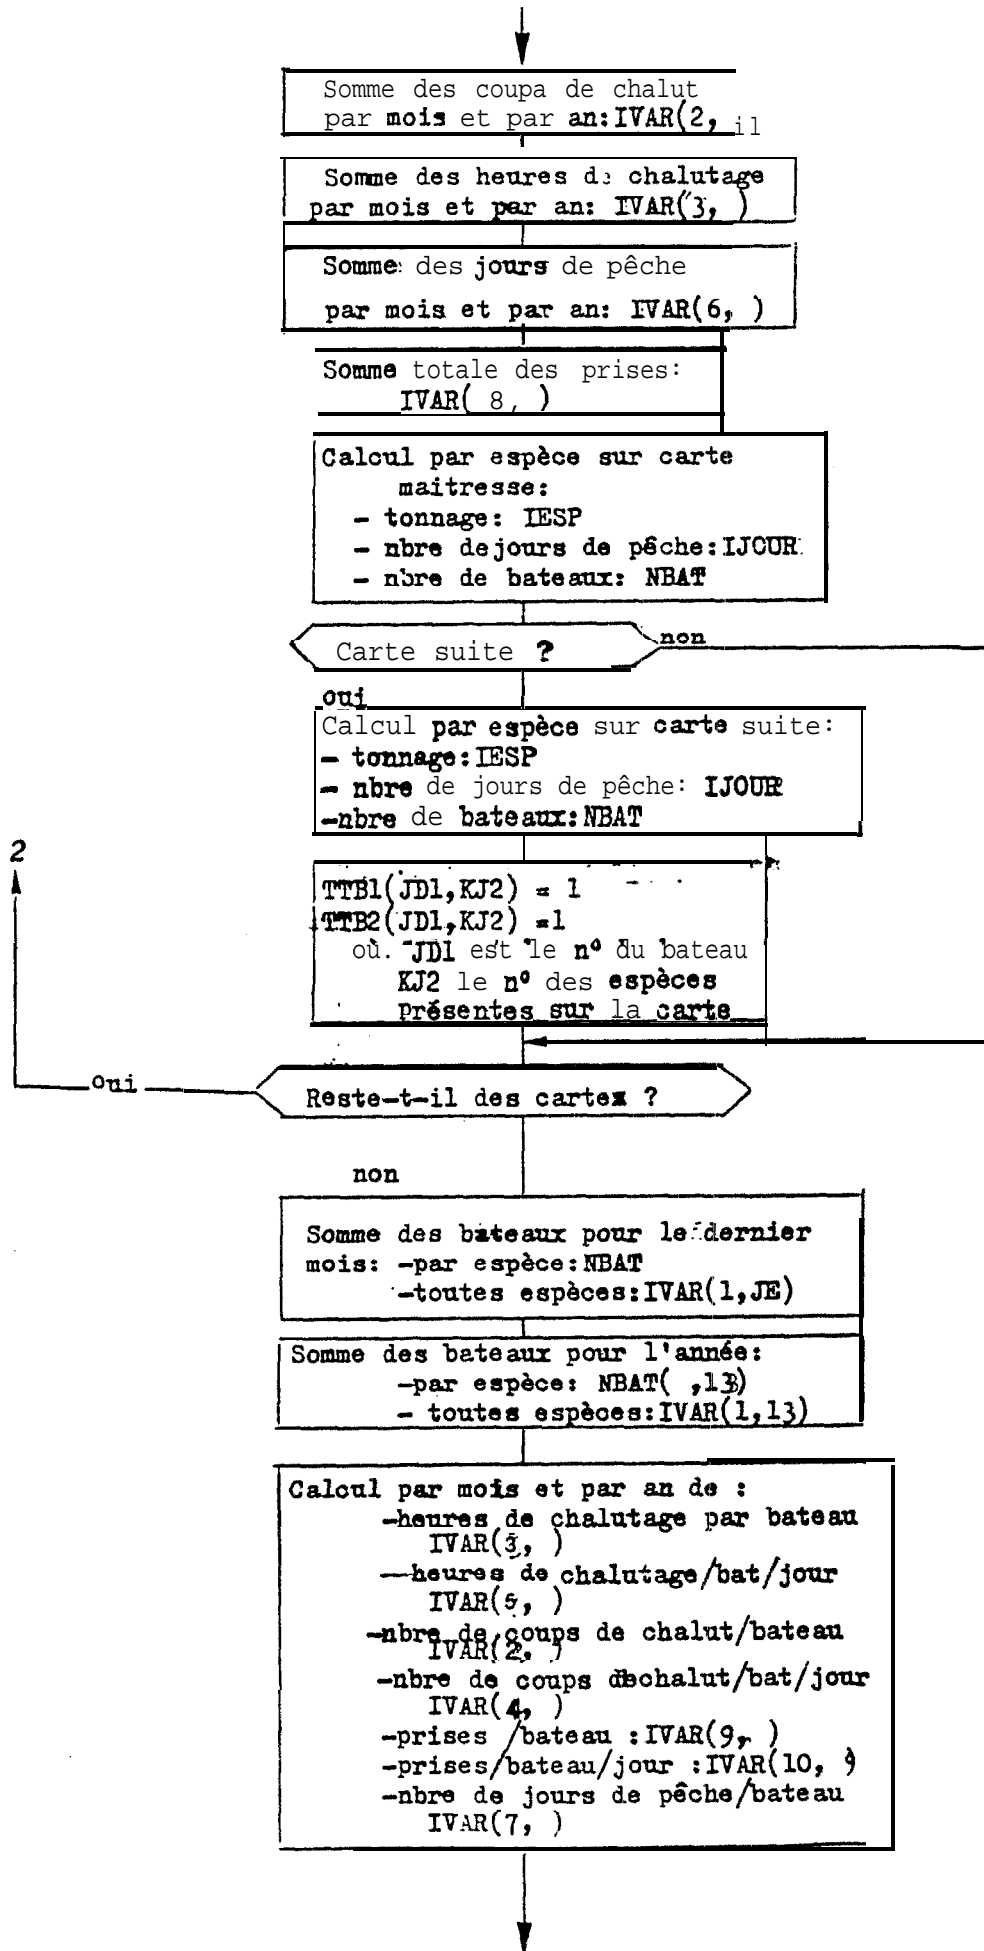 Somme des coupa de chalut
par mois et par an:IVAR(2, il
Somme des heures de chalutage
par mois et par an: IVAR(3, )
Somme des jours de pêche
par mois et par an: IVAR(6, )
Somme totale des prises:
IVAR( 8, )
Calcul par espèce sur carte
maitresse:
- tonnage: IESP
- nbre dejours de pêche:IJOUR
- nbre de bateaux: NBAT
Carte suite ?
non
oui
Calcul par espèce sur carte suite:
- tonnage:IESP
- nbre de jours de pêche: IJOUR
-nbre de bateaux:NBAT
2
TTB1(JD1,KJ2) = 1
TTB2(JD1,KJ2) =1
où. JD1 est le nº du bateau
KJ2 le nº des espèces
présentes sur la carte
oui
Reste-t-il des cartes ?
non
Somme des bateaux pour le dernier
mois: -par espèce:NBAT
-toutes espèces:IVAR(1,JE)
Somme des bateaux pour l'année:
-par espèce: NBAT( ,13)
- toutes espèces:IVAR(1,13)
Calcul par mois et par an de :
-heures de chalutage par bateau
IVAR(3, )
-heures de chalutage/bat/jour
IVAR(5, )
-nbre de coups de chalut/bateau
IVAR(2, )
-nbre de coups dechalut/bat/jour
IVAR(4, )
-prises /bateau :IVAR(9, )
-prises/bateau/jour :IVAR(10, )
-nbre de jours de pêche/bateau
IVAR(7, )